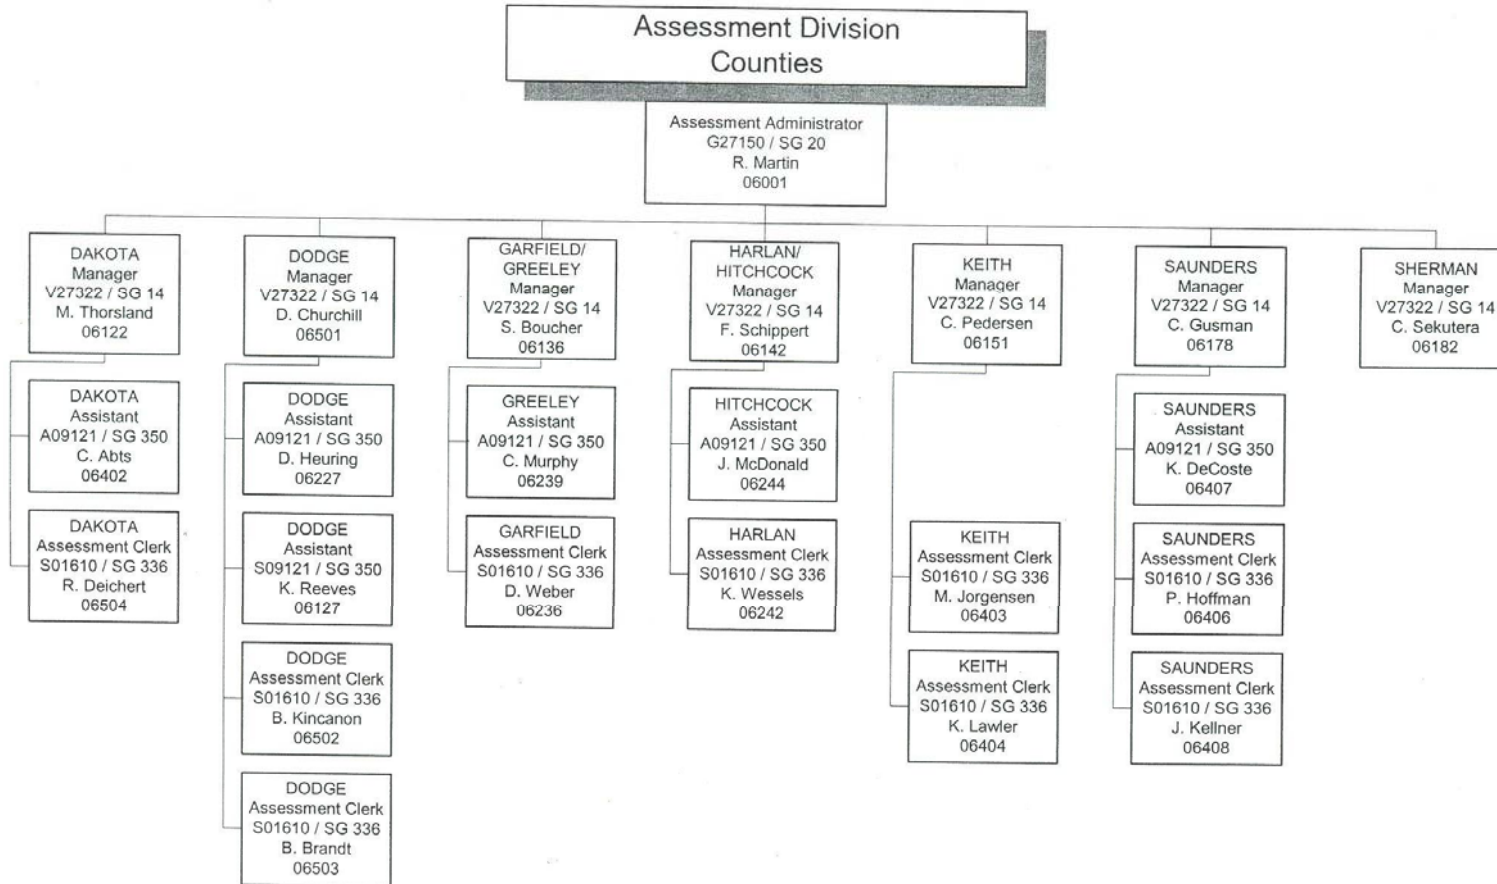 Assessment Division
Counties
Assessment Administrator
G27150 / SG 20
R. Martin
06001
DAKOTA
Manager
V27322 / SG 14
M. Thorsland
06122
DODGE
Manager
V27322 / SG 14
D. Churchill
06501
GARFIELD/
GREELEY
Manager
V27322 / SG 14
S. Boucher
06136
HARLAN/
HITCHCOCK
Manager
V27322 / SG 14
F. Schippert
06142
KEITH
Manager
V27322 / SG 14
C. Pedersen
06151
SAUNDERS
Manager
V27322 / SG 14
C. Gusman
06178
SHERMAN
Manager
V27322 / SG 14
C. Sekutera
06182
DAKOTA
Assistant
A09121 / SG 350
C. Abts
06402
DODGE
Assistant
A09121 / SG 350
D. Heuring
06227
GREELEY
Assistant
A09121 / SG 350
C. Murphy
06239
HITCHCOCK
Assistant
A09121 / SG 350
J. McDonald
06244
SAUNDERS
Assistant
A09121 / SG 350
K. DeCoste
06407
DAKOTA
Assessment Clerk
S01610 / SG 336
R. Deichert
06504
DODGE
Assistant
S09121 / SG 350
K. Reeves
06127
GARFIELD
Assessment Clerk
S01610 / SG 336
D. Weber
06236
HARLAN
Assessment Clerk
S01610 / SG 336
K. Wessels
06242
KEITH
Assessment Clerk
S01610 / SG 336
M. Jorgensen
06403
SAUNDERS
Assessment Clerk
S01610 / SG 336
P. Hoffman
06406
DODGE
Assessment Clerk
S01610 / SG 336
B. Kincanon
06502
KEITH
Assessment Clerk
S01610 / SG 336
K. Lawler
06404
SAUNDERS
Assessment Clerk
S01610 / SG 336
J. Kellner
06408
DODGE
Assessment Clerk
S01610 / SG 336
B. Brandt
06503